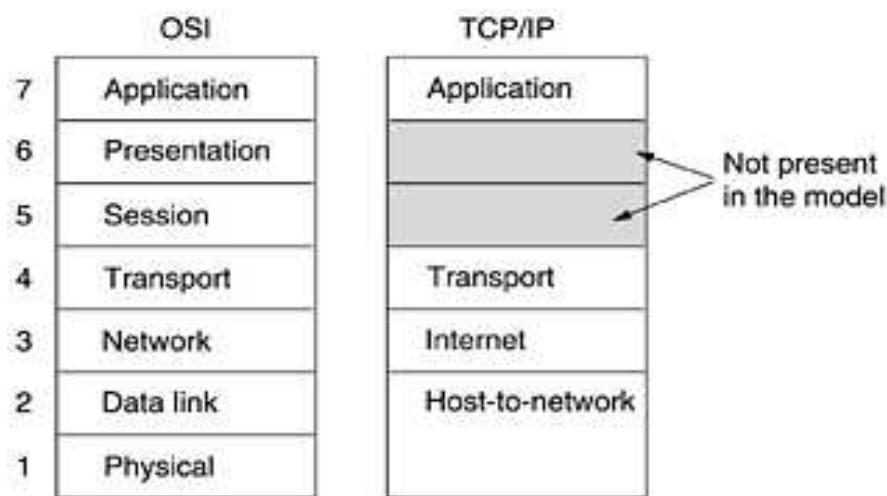 OSI
TCP/IP
7
Application
Application
6
Presentation
Not present
in the model
5
Session
4
Transport
Transport
3
Network
Internet
2
Data link
Host-to-network
1
Physical